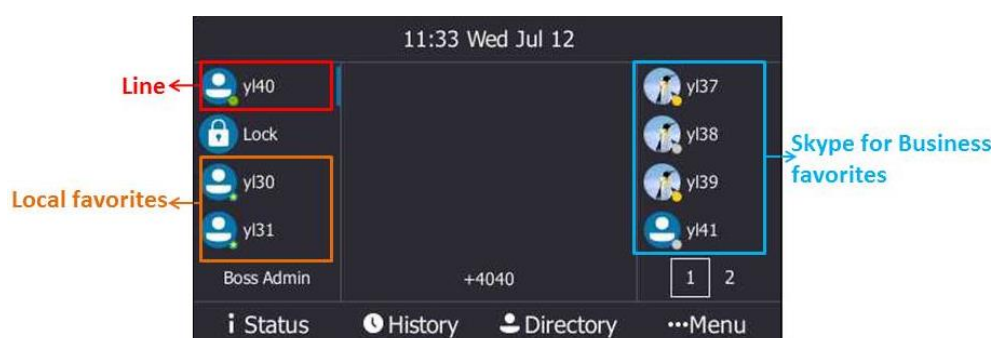 11:33 Wed Jul 12
Line
yl40
yl37
Lock
yl38
Skype for Business
favorites
Local favorites
yl30
yl39
yl31
yl41
Boss Admin
+4040
1 2
i Status
History
Directory
•••Menu